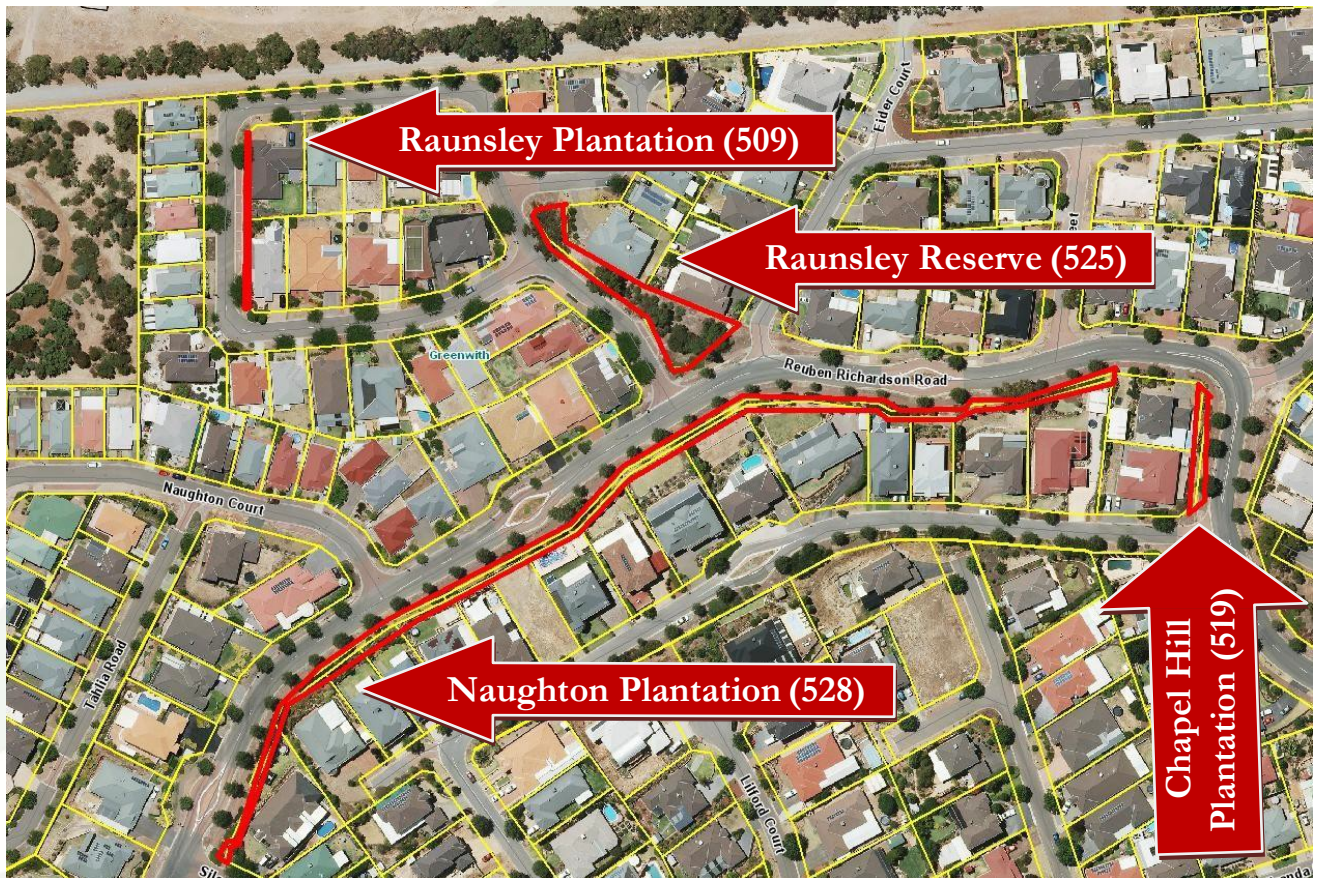 Eider Court
Raunsley Plantation (509)
Raunsley Reserve (525)
Greenwith
Reuben Richardson Road
Naughton Court
Tahlia Road
Naughton Plantation (528)
Lilford Court
Chapel Hill
Plantation (519)